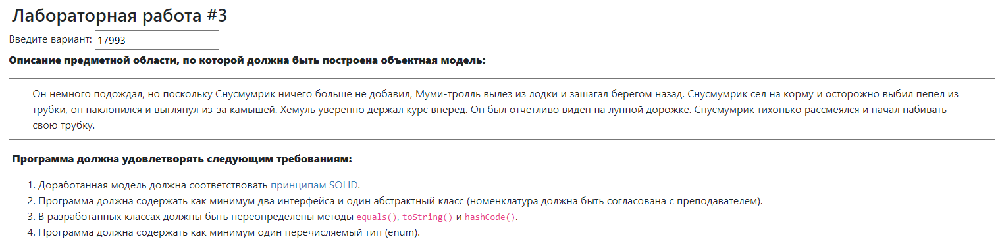 Лабораторная работа #3
Введите вариант: 17993
Описание предметной области, по которой должна быть построена объектная модель:
Он немного подождал, но поскольку Снусмумрик ничего больше не добавил, Муми-тролль вылез из лодки и зашагал берегом назад. Снусмумрик сел на корму и осторожно выбил пепел из
трубки, он наклонился и выглянул из-за камышей. Хемуль уверенно держал курс вперед. Он был отчетливо виден на лунной дорожке. Снусмумрик тихонько рассмеялся и начал набивать
свою трубку.
Программа должна удовлетворять следующим требованиям:
1. Доработанная модель должна соответствовать принципам SOLID.
2. Программа должна содержать как минимум два интерфейса и один абстрактный класс (номенклатура должна быть согласована с преподавателем).
3. В разработанных классах должны быть переопределены методы equals(), toString() и hashCode().
4. Программа должна содержать как минимум один перечисляемый тип (enum).